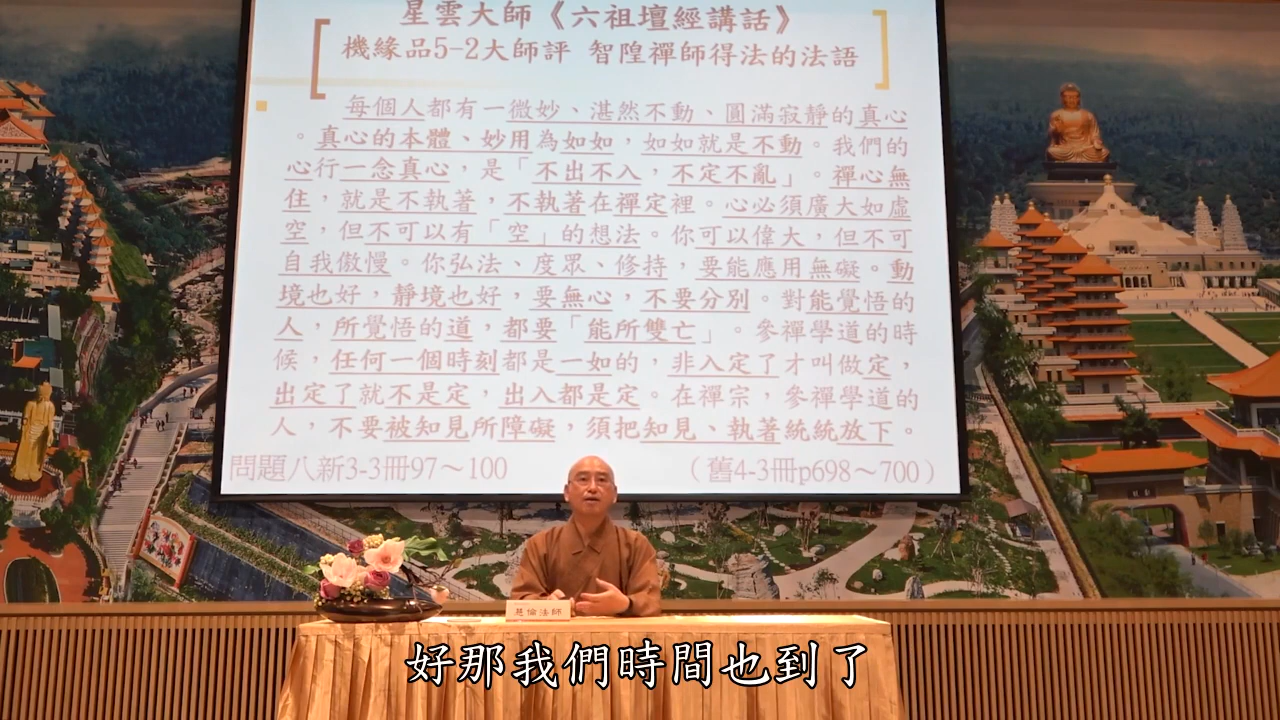 星雲大師《六祖壇經講話》
機緣品5-2大師評 智隍禪師得法的法語
每個人都有一微妙、湛然不動、圓滿寂靜的真心
。真心的本體、妙用為如如，如如就是不動。我們的
心行一念真心，是「不出不入，不定不亂」。禪心無
住，就是不執著，不執著在禪定裡。心必須廣大如虛
空，但不可以有「空」的想法。你可以偉大，但不可
自我傲慢。你弘法、度眾、修持，要能應用無礙。動
境也好，靜境也好，要無心，不要分別。對能覺悟的
人，所覺悟的道，都要「能所雙亡」。參禪學道的時
候，任何一個時刻都是一如的，非入定了才叫做定，
出定了就不是定，出入都是定。在禪宗，參禪學道的
人，不要被知見所障礙，須把知見、執著統統放下。
問題八新3-3冊97～100
（舊4-3冊p698～700）
慧倫法師
好那我們時間也到了